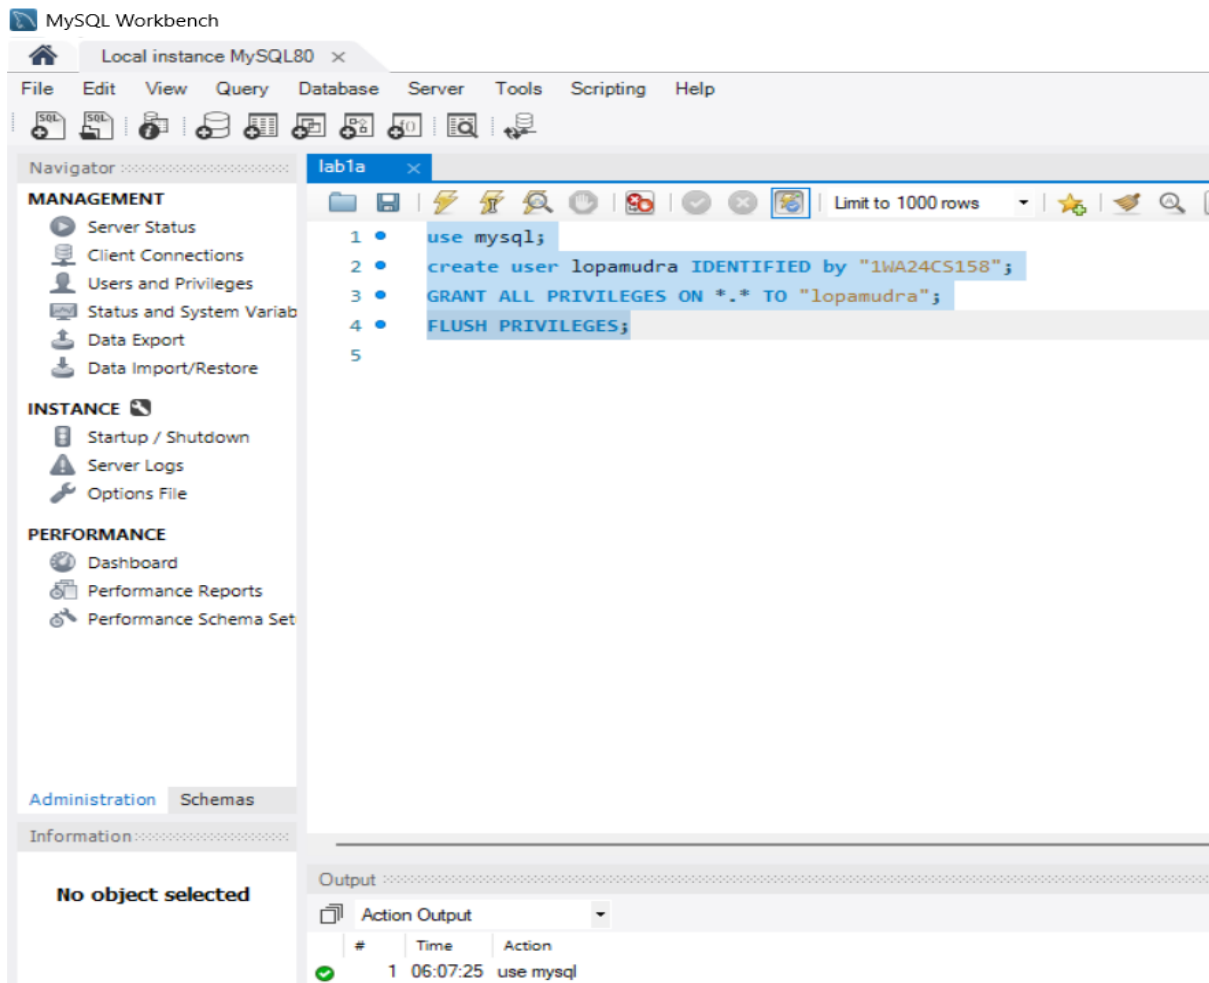 MySQL Workbench
Local instance MySQL80
File Edit View Query Database Server Tools Scripting Help
Navigator
MANAGEMENT
Server Status
Client Connections
Users and Privileges
Status and System Variab
Data Export
Data Import/Restore
INSTANCE
Startup / Shutdown
Server Logs
Options File
PERFORMANCE
Dashboard
Performance Reports
Performance Schema Set
Administration Schemas
Information
No object selected
lab1a
Limit to 1000 rows
1 use mysql;
2 create user lopamudra IDENTIFIED by "1WA24CS158";
3 GRANT ALL PRIVILEGES ON *.* TO "lopamudra";
4 FLUSH PRIVILEGES;
5
Output
Action Output
# Time Action
1 06:07:25 use mysql